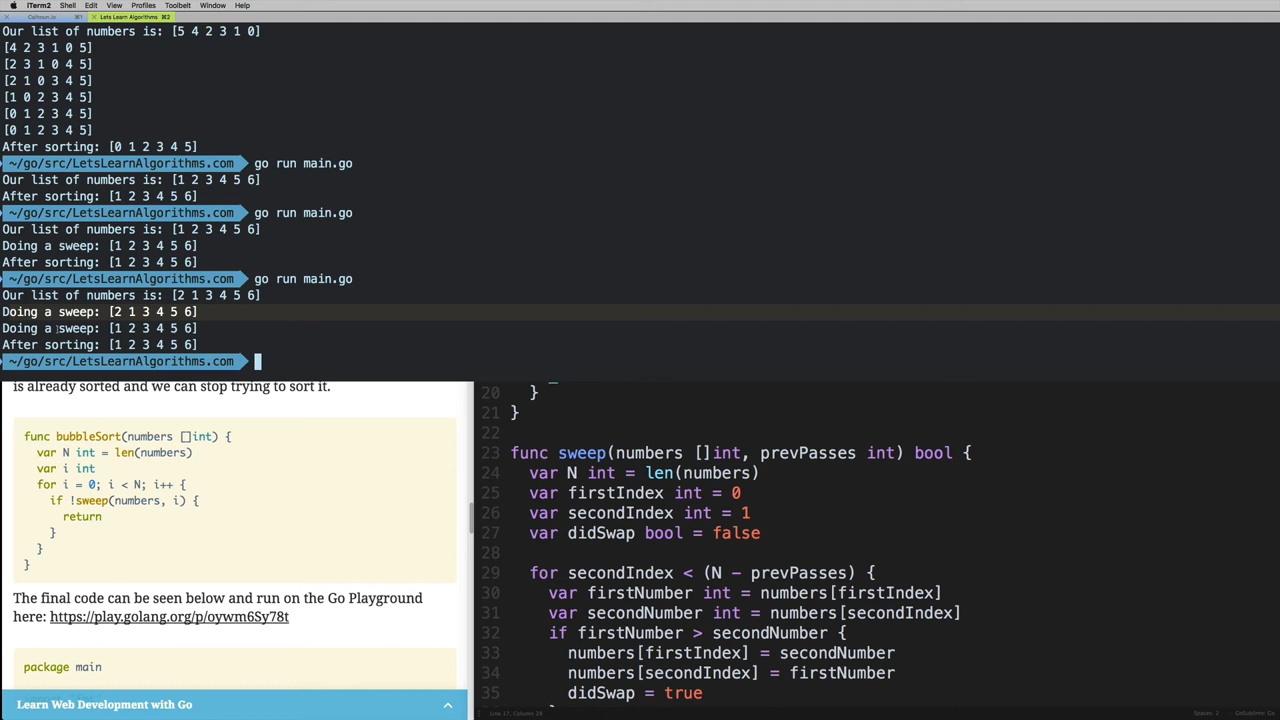 iTerm2 Shell Edit View Profiles Toolbelt Window Help
Calhoun.io ⌘1 Lets Learn Algorithms ⌘2
Our list of numbers is: [5 4 2 3 1 0]
[4 2 3 1 0 5]
[2 3 1 0 4 5]
[2 1 0 3 4 5]
[1 0 2 3 4 5]
[0 1 2 3 4 5]
[0 1 2 3 4 5]
After sorting: [0 1 2 3 4 5]
~/go/src/LetsLearnAlgorithms.com go run main.go
Our list of numbers is: [1 2 3 4 5 6]
After sorting: [1 2 3 4 5 6]
~/go/src/LetsLearnAlgorithms.com go run main.go
Our list of numbers is: [1 2 3 4 5 6]
Doing a sweep: [1 2 3 4 5 6]
After sorting: [1 2 3 4 5 6]
~/go/src/LetsLearnAlgorithms.com go run main.go
Our list of numbers is: [2 1 3 4 5 6]
Doing a sweep: [2 1 3 4 5 6]
Doing a sweep: [1 2 3 4 5 6]
After sorting: [1 2 3 4 5 6]
~/go/src/LetsLearnAlgorithms.com
is already sorted and we can stop trying to sort it.
func bubbleSort(numbers []int) {
var N int = len(numbers)
var i int
for i = 0; i < N; i++ {
if !sweep(numbers, i) {
return
}
}
}
The final code can be seen below and run on the Go Playground
here: https://play.golang.org/p/oywm6Sy78t
package main
Learn Web Development with Go
20 }
21 }
22
23 func sweep(numbers []int, prevPasses int) bool {
24 var N int = len(numbers)
25 var firstIndex int = 0
26 var secondIndex int = 1
27 var didSwap bool = false
28
29 for secondIndex < (N - prevPasses) {
30 var firstNumber int = numbers[firstIndex]
31 var secondNumber int = numbers[secondIndex]
32 if firstNumber > secondNumber {
33 numbers[firstIndex] = secondNumber
34 numbers[secondIndex] = firstNumber
35 didSwap = true
Line 17, Column 28 Spaces: 2 GoSublime: Go